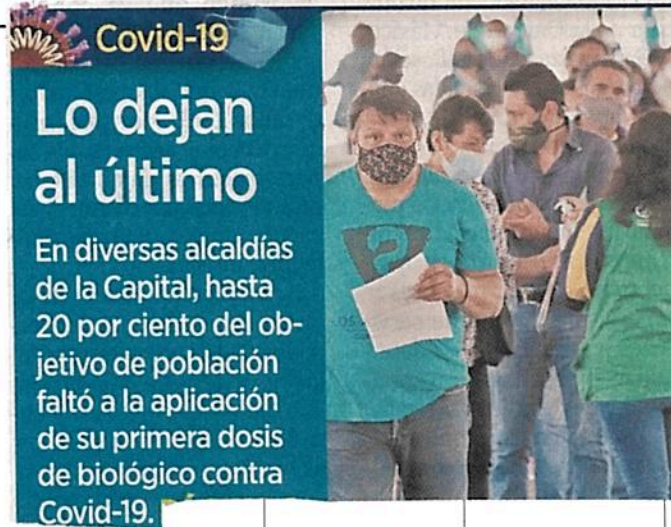 Covid-19
Lo dejan
al último
En diversas alcaldías
de la Capital, hasta
20 por ciento del ob-
jetivo de población
faltó a la aplicación
de su primera dosis
de biológico contra
Covid-19.